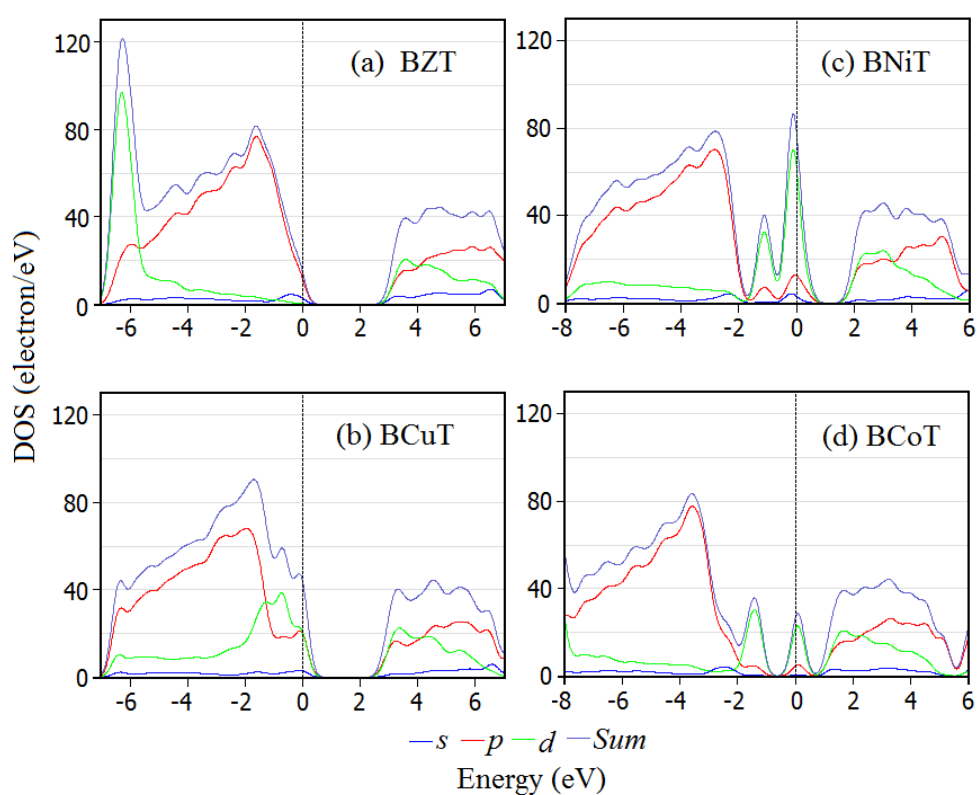 DOS (electron/eV)
(a) BZT
120
80
40
0
-6 -4 -2 0 2 4 6
(c) BNiT
120
80
40
0
-8 -6 -4 -2 0 2 4 6
(b) BCuT
120
80
40
0
-6 -4 -2 0 2 4 6
(d) BCoT
120
80
40
0
-8 -6 -4 -2 0 2 4 6
s p d Sum
Energy (eV)